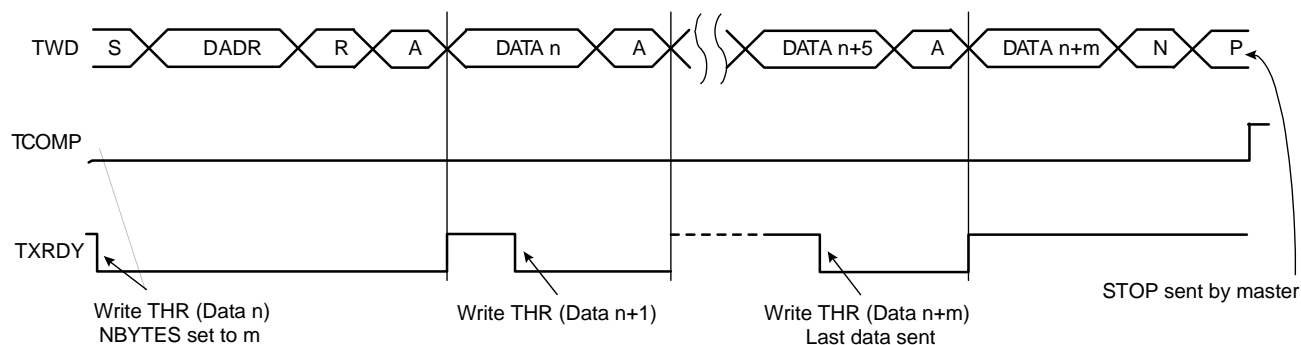 TWD S DADR R A DATA n A DATA n+5 A DATA n+m N P
TCOMP
TXRDY
Write THR (Data n)
NBYTES set to m
Write THR (Data n+1)
Write THR (Data n+m)
Last data sent
STOP sent by master